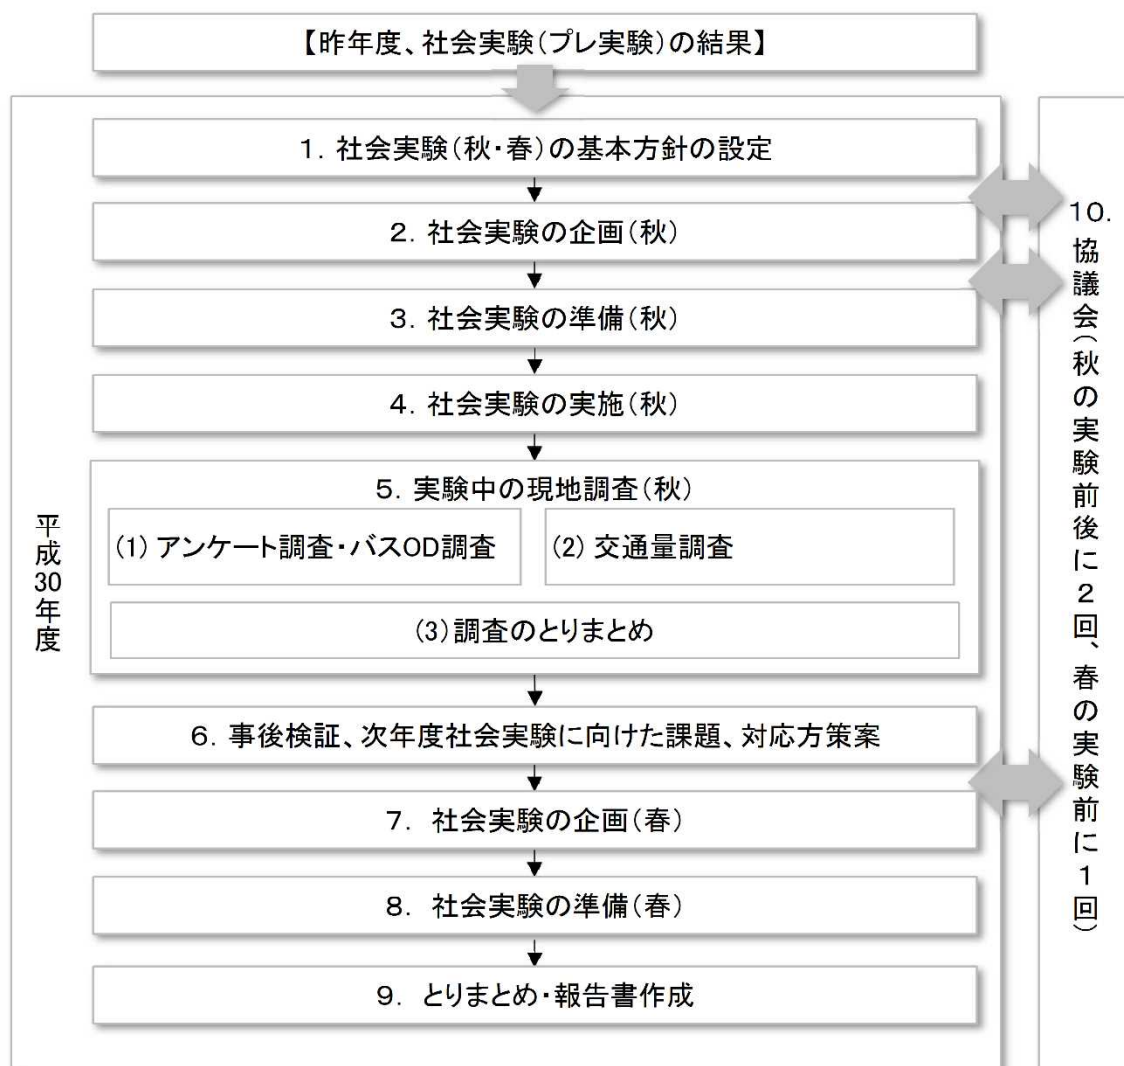 【昨年度、社会実験(プレ実験)の結果】
1．社会実験(秋・春)の基本方針の設定
2．社会実験の企画(秋)
3．社会実験の準備(秋)
4．社会実験の実施(秋)
5．実験中の現地調査(秋)
(1) アンケート調査・バスOD調査
(2) 交通量調査
(3) 調査のとりまとめ
6．事後検証、次年度社会実験に向けた課題、対応方策案
7． 社会実験の企画(春)
8． 社会実験の準備(春)
9． とりまとめ・報告書作成
平成30年度
10．協議会(秋の実験前後に2回、春の実験前に1回)